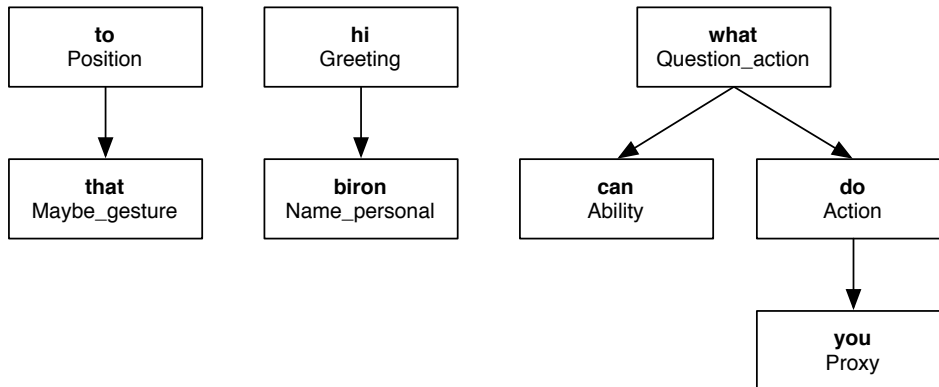 to
Position
hi
Greeting
what
Question_action
that
Maybe_gesture
biron
Name_personal
can
Ability
do
Action
you
Proxy